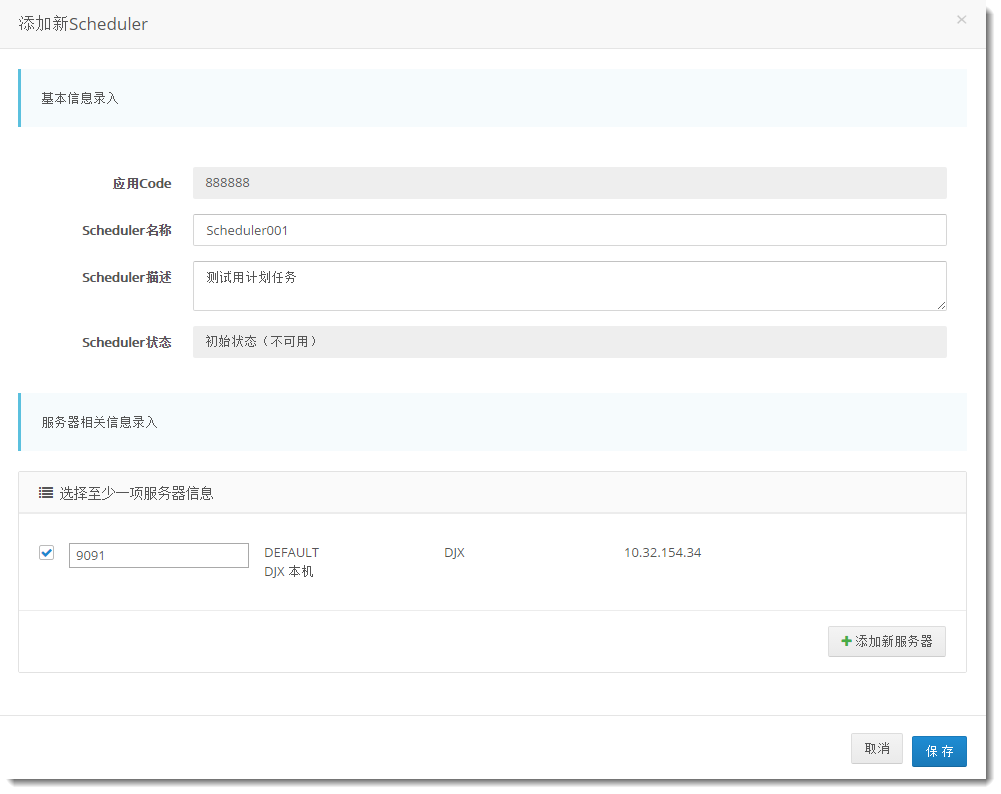 添加新Scheduler
×
基本信息录入
应用Code 888888
Scheduler名称 Scheduler001
Scheduler描述 测试用计划任务
Scheduler状态 初始状态（不可用）
服务器相关信息录入
选择至少一项服务器信息
9091 DEFAULT DJX 10.32.154.34
DJX 本机
添加新服务器
取消 保 存